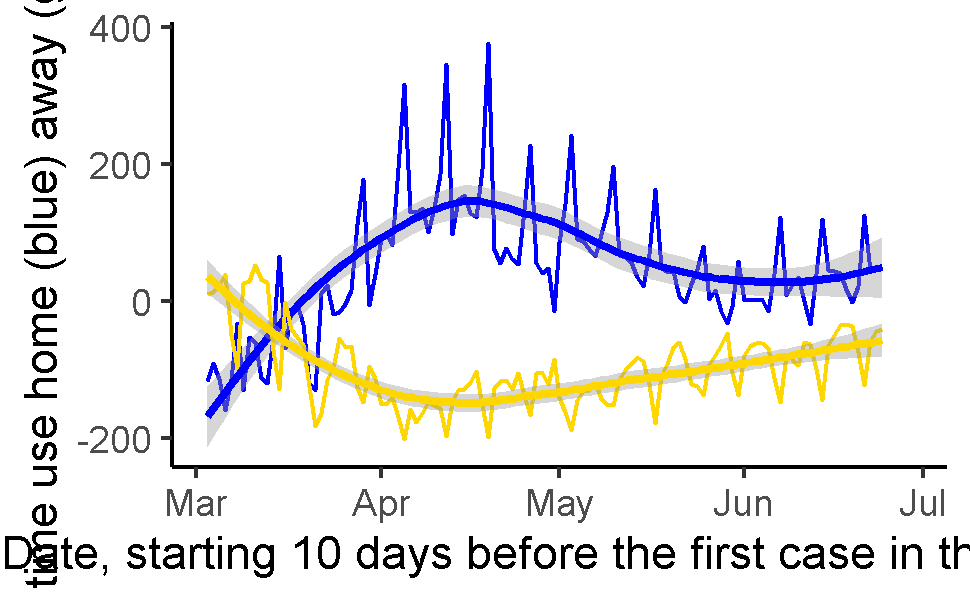 time use home (blue) away (
400
200
0
-200
Mar Apr May Jun Jul
Date, starting 10 days before the first case in th